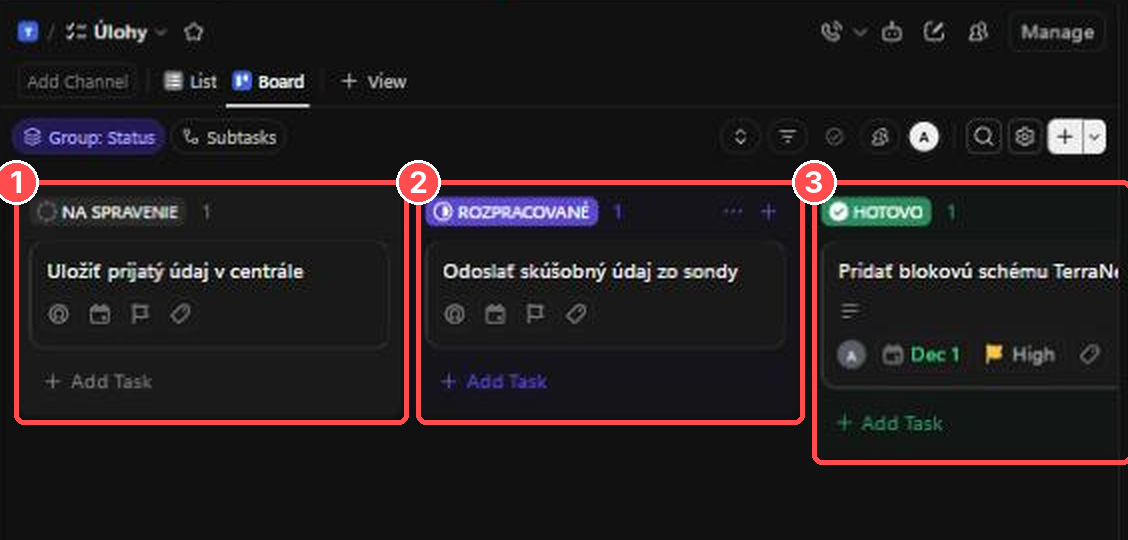 T / Úlohy Manage
Add Channel List Board + View
Group: Status Subtasks A
1 2 3
NA SPRAVENIE 1 ROZPRACOVANÉ 1 ... + HOTOVO 1
Uložiť prijatý údaj v centrále Odoslať skúšobný údaj zo sondy Pridať blokovú schému TerraNe
A Dec 1 High
+ Add Task + Add Task
+ Add Task